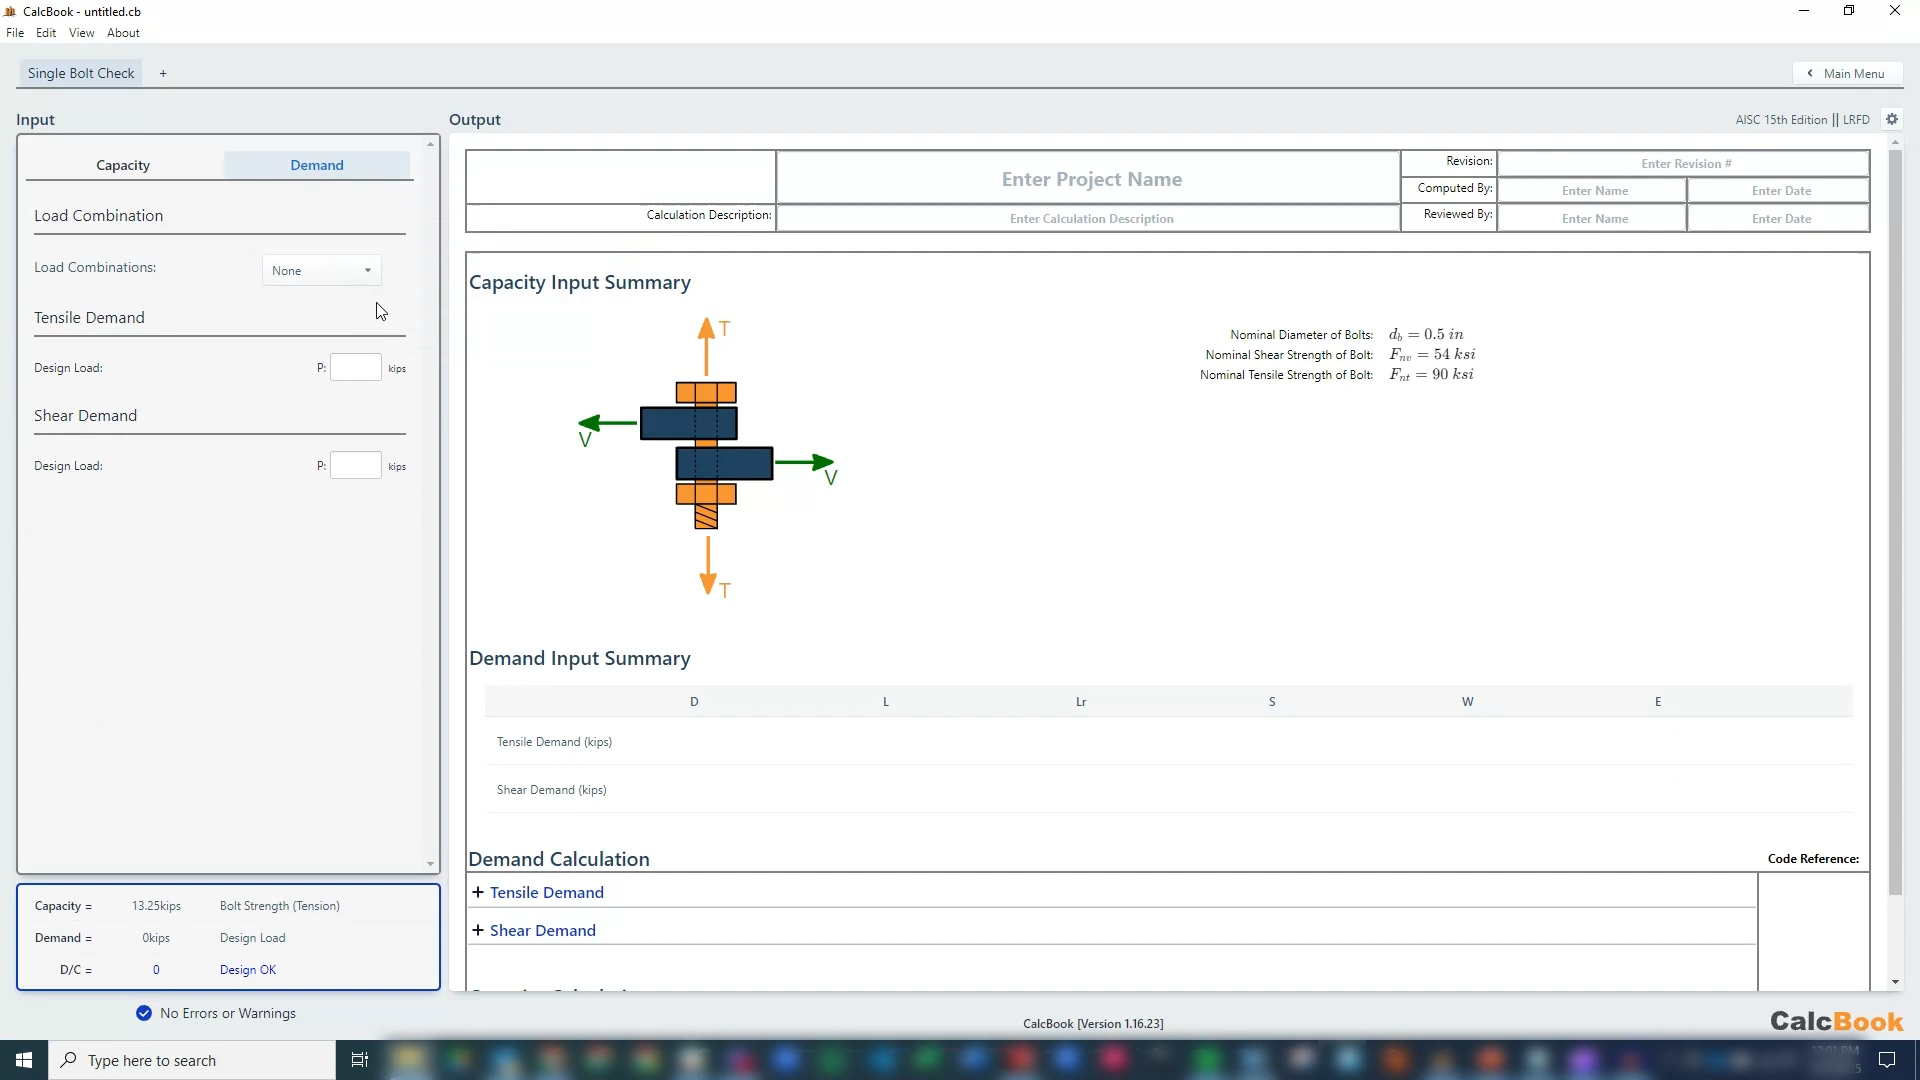 CalcBook - untitled.cb
File Edit View About
Single Bolt Check +
Main Menu
Input
Output
AISC 15th Edition || LRFD
Capacity Demand
Load Combination
Load Combinations: None
Tensile Demand
Design Load: P: kips
Shear Demand
Design Load: P: kips
Capacity = 13.25kips Bolt Strength (Tension)
Demand = 0kips Design Load
D/C = 0 Design OK
No Errors or Warnings
Enter Project Name
Calculation Description: Enter Calculation Description
Revision: Enter Revision #
Computed By: Enter Name Enter Date
Reviewed By: Enter Name Enter Date
Capacity Input Summary
T
V
V
T
Nominal Diameter of Bolts: d_b = 0.5 in
Nominal Shear Strength of Bolt: F_nv = 54 ksi
Nominal Tensile Strength of Bolt: F_nt = 90 ksi
Demand Input Summary
D L Lr S W E
Tensile Demand (kips)
Shear Demand (kips)
Demand Calculation Code Reference:
+ Tensile Demand
+ Shear Demand
CalcBook [Version 1.16.23]
CalcBook
Type here to search